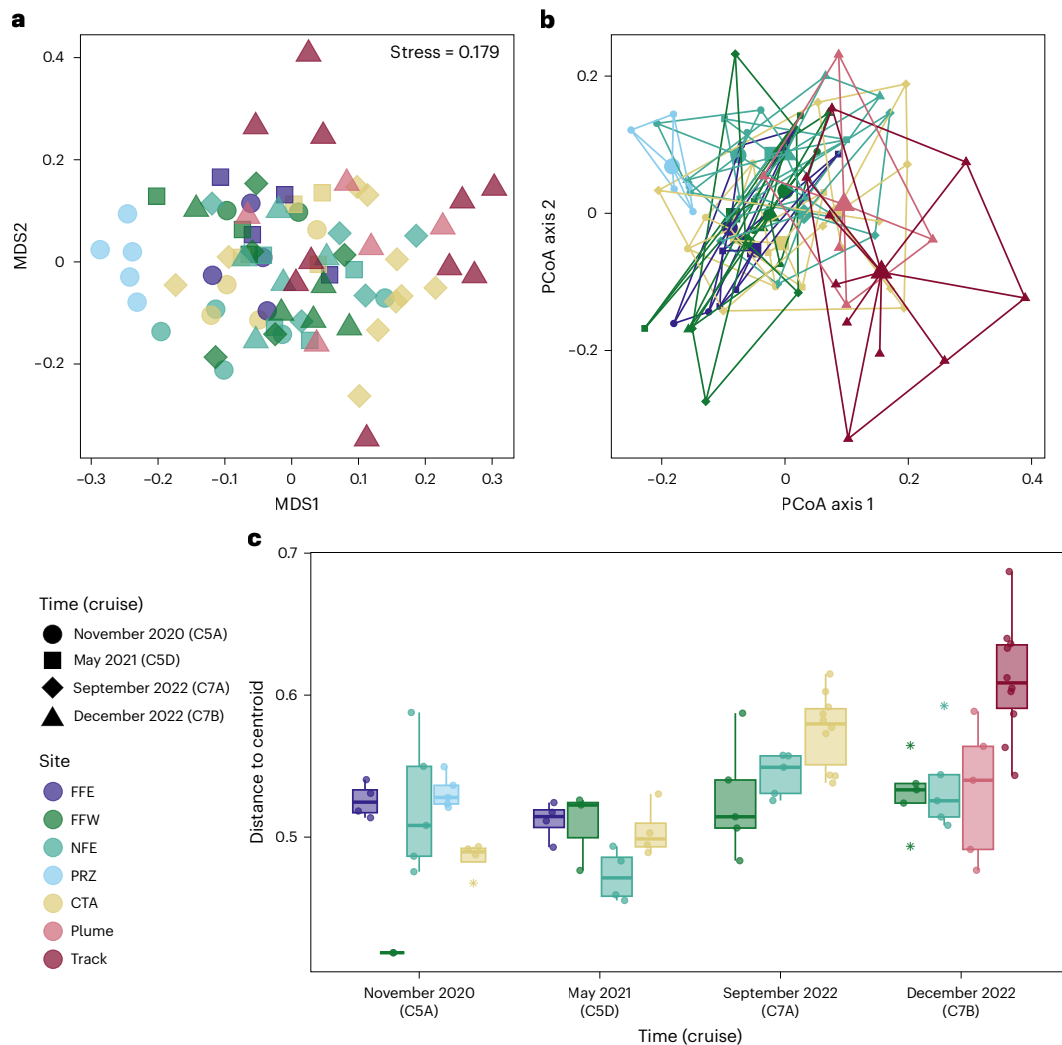 a
Stress = 0.179
MDS2
0.4
0.2
0
−0.2
−0.3
−0.2
−0.1
0
0.1
0.2
0.3
MDS1
b
PCoA axis 2
0.2
0
−0.2
−0.2
0
0.2
0.4
PCoA axis 1
c
Time (cruise)
November 2020 (C5A)
May 2021 (C5D)
September 2022 (C7A)
December 2022 (C7B)
Site
FFE
FFW
NFE
PRZ
CTA
Plume
Track
Distance to centroid
0.7
0.6
0.5
November 2020
(C5A)
May 2021
(C5D)
September 2022
(C7A)
December 2022
(C7B)
Time (cruise)